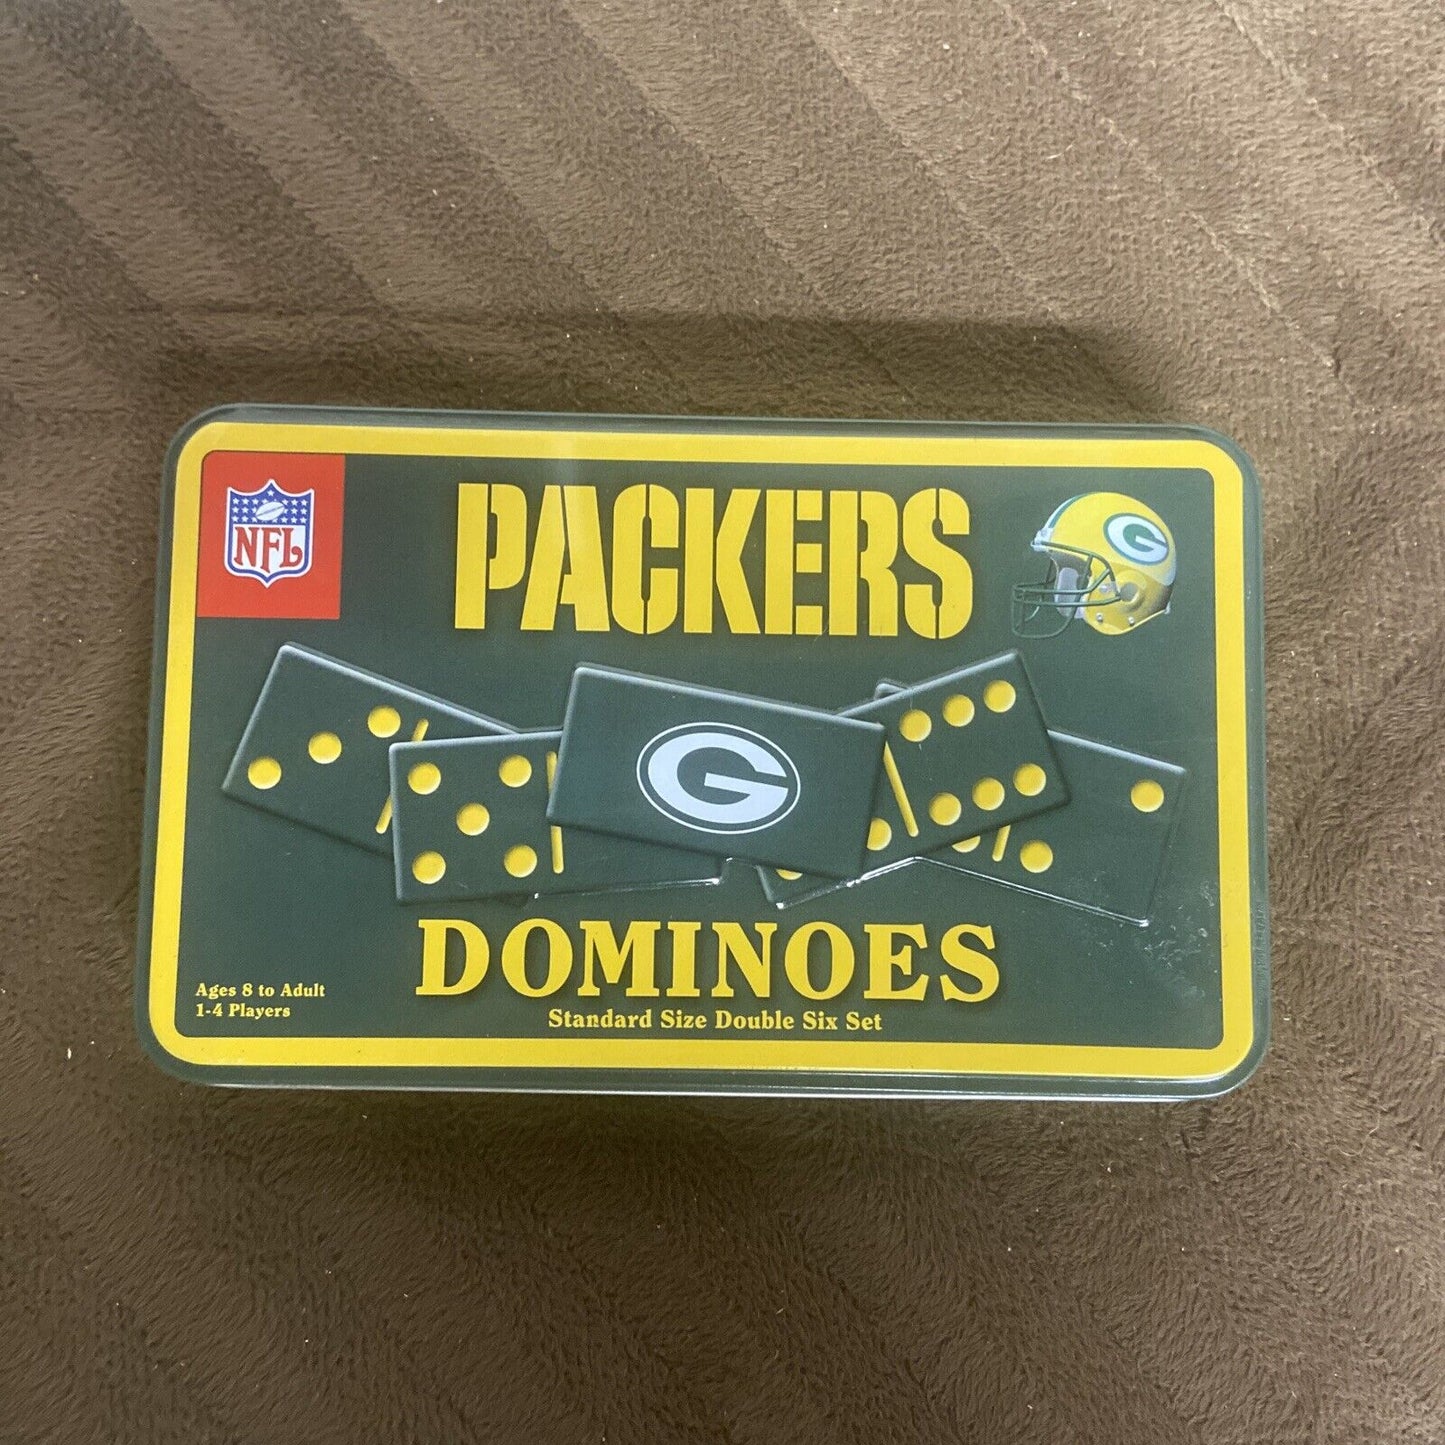 NFL
PACKERS
G
G
DOMINOES
Ages 8 to Adult
1-4 Players
Standard Size Double Six Set